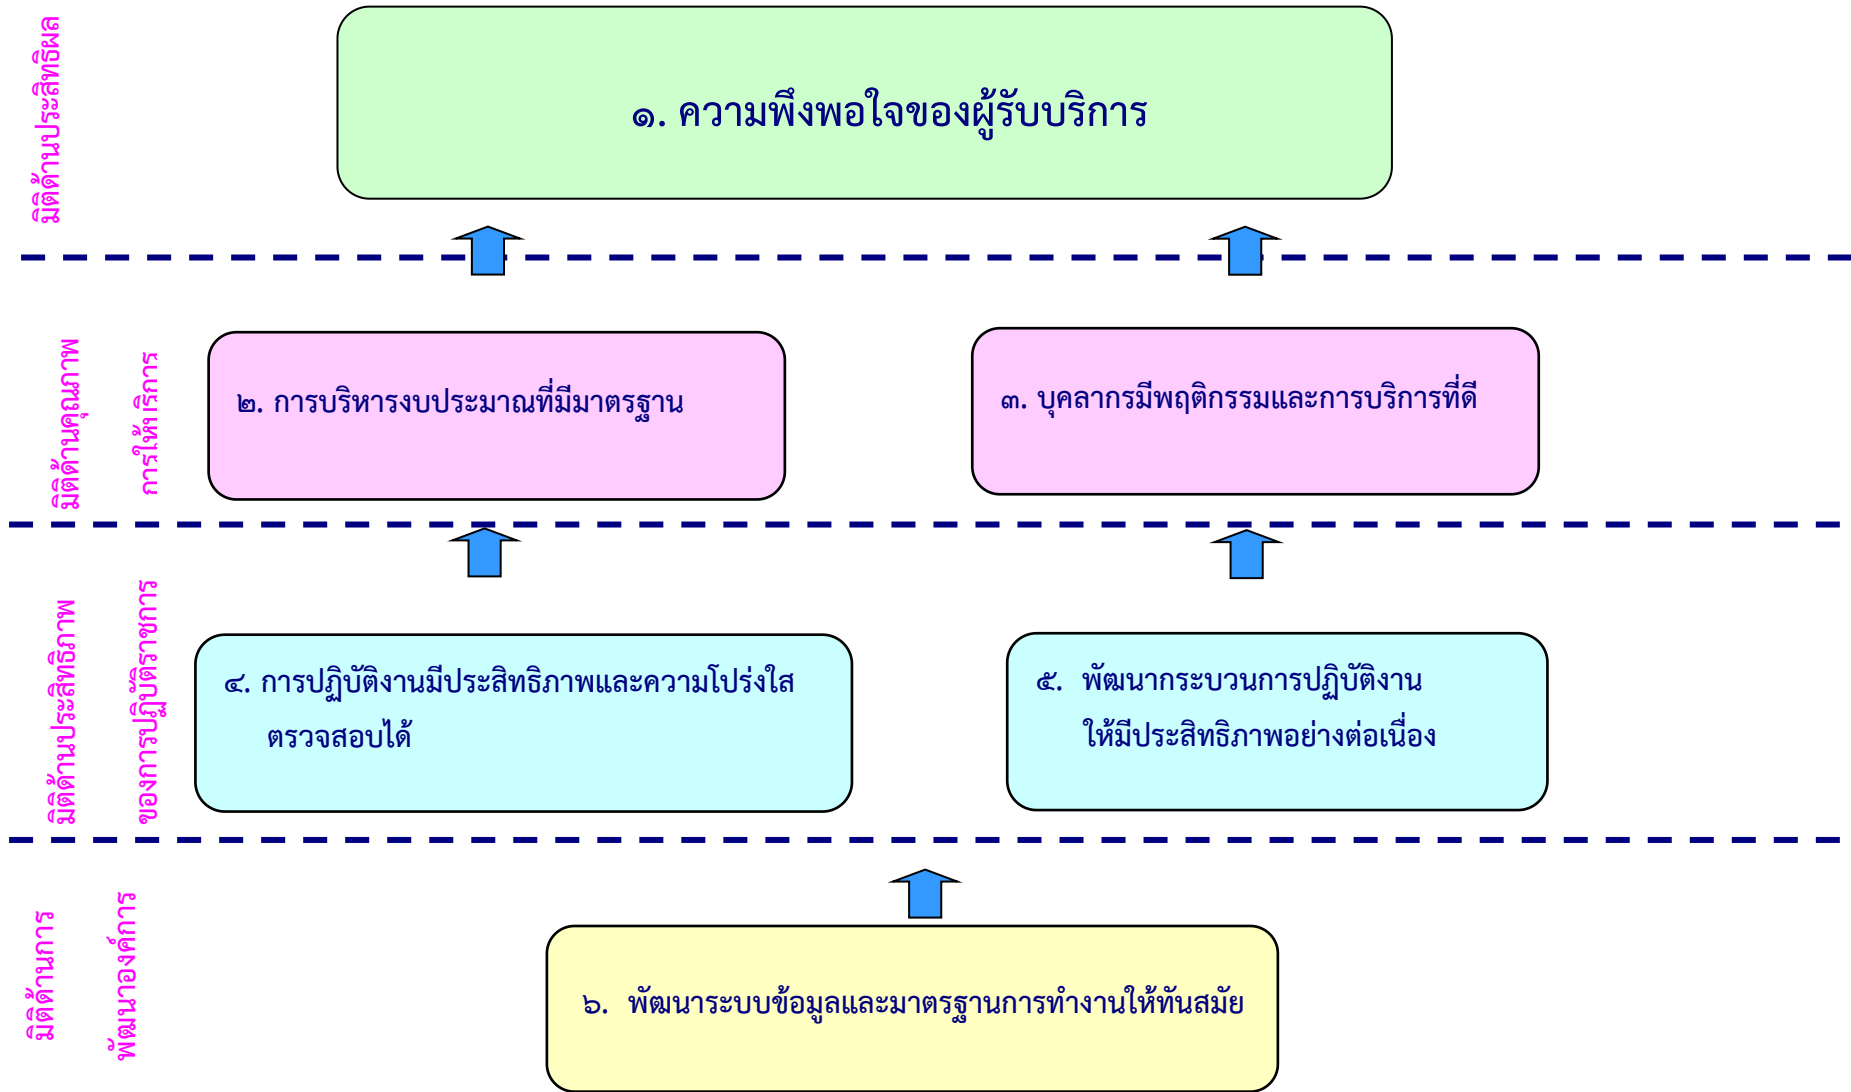 มิติด้านประสิทธิผล
๑. ความพึงพอใจของผู้รับบริการ
มิติด้านคุณภาพ
การให้บริการ
๒. การบริหารงบประมาณที่มีมาตรฐาน
๓. บุคลากรมีพฤติกรรมและการบริการที่ดี
มิติด้านประสิทธิภาพ
ของการปฏิบัติราชการ
๔. การปฏิบัติงานมีประสิทธิภาพและความโปร่งใส
ตรวจสอบได้
๕. พัฒนากระบวนการปฏิบัติงาน
ให้มีประสิทธิภาพอย่างต่อเนื่อง
มิติด้านการ
พัฒนาองค์การ
๖. พัฒนาระบบข้อมูลและมาตรฐานการทำงานให้ทันสมัย